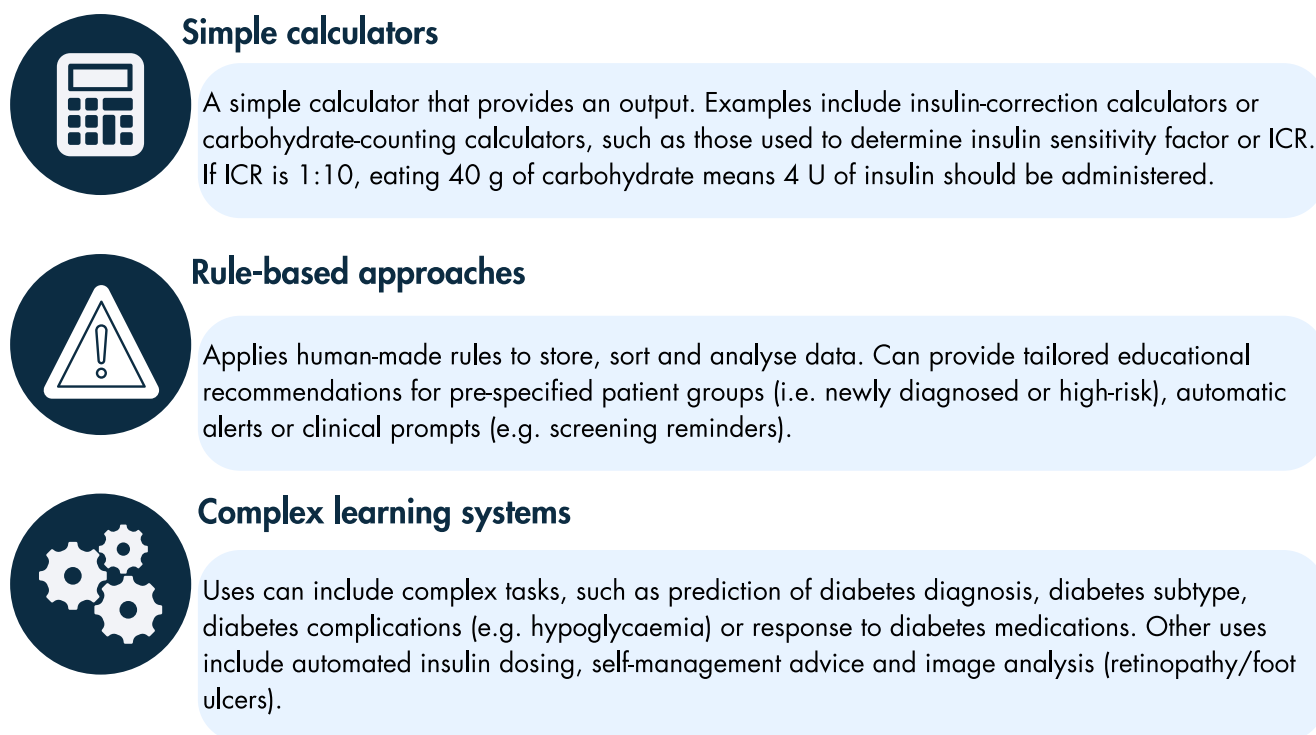 Simple calculators
A simple calculator that provides an output. Examples include insulin-correction calculators or
carbohydrate-counting calculators, such as those used to determine insulin sensitivity factor or ICR.
If ICR is 1:10, eating 40 g of carbohydrate means 4 U of insulin should be administered.
Rule-based approaches
Applies human-made rules to store, sort and analyse data. Can provide tailored educational
recommendations for pre-specified patient groups (i.e. newly diagnosed or high-risk), automatic
alerts or clinical prompts (e.g. screening reminders).
Complex learning systems
Uses can include complex tasks, such as prediction of diabetes diagnosis, diabetes subtype,
diabetes complications (e.g. hypoglycaemia) or response to diabetes medications. Other uses
include automated insulin dosing, self-management advice and image analysis (retinopathy/foot
ulcers).